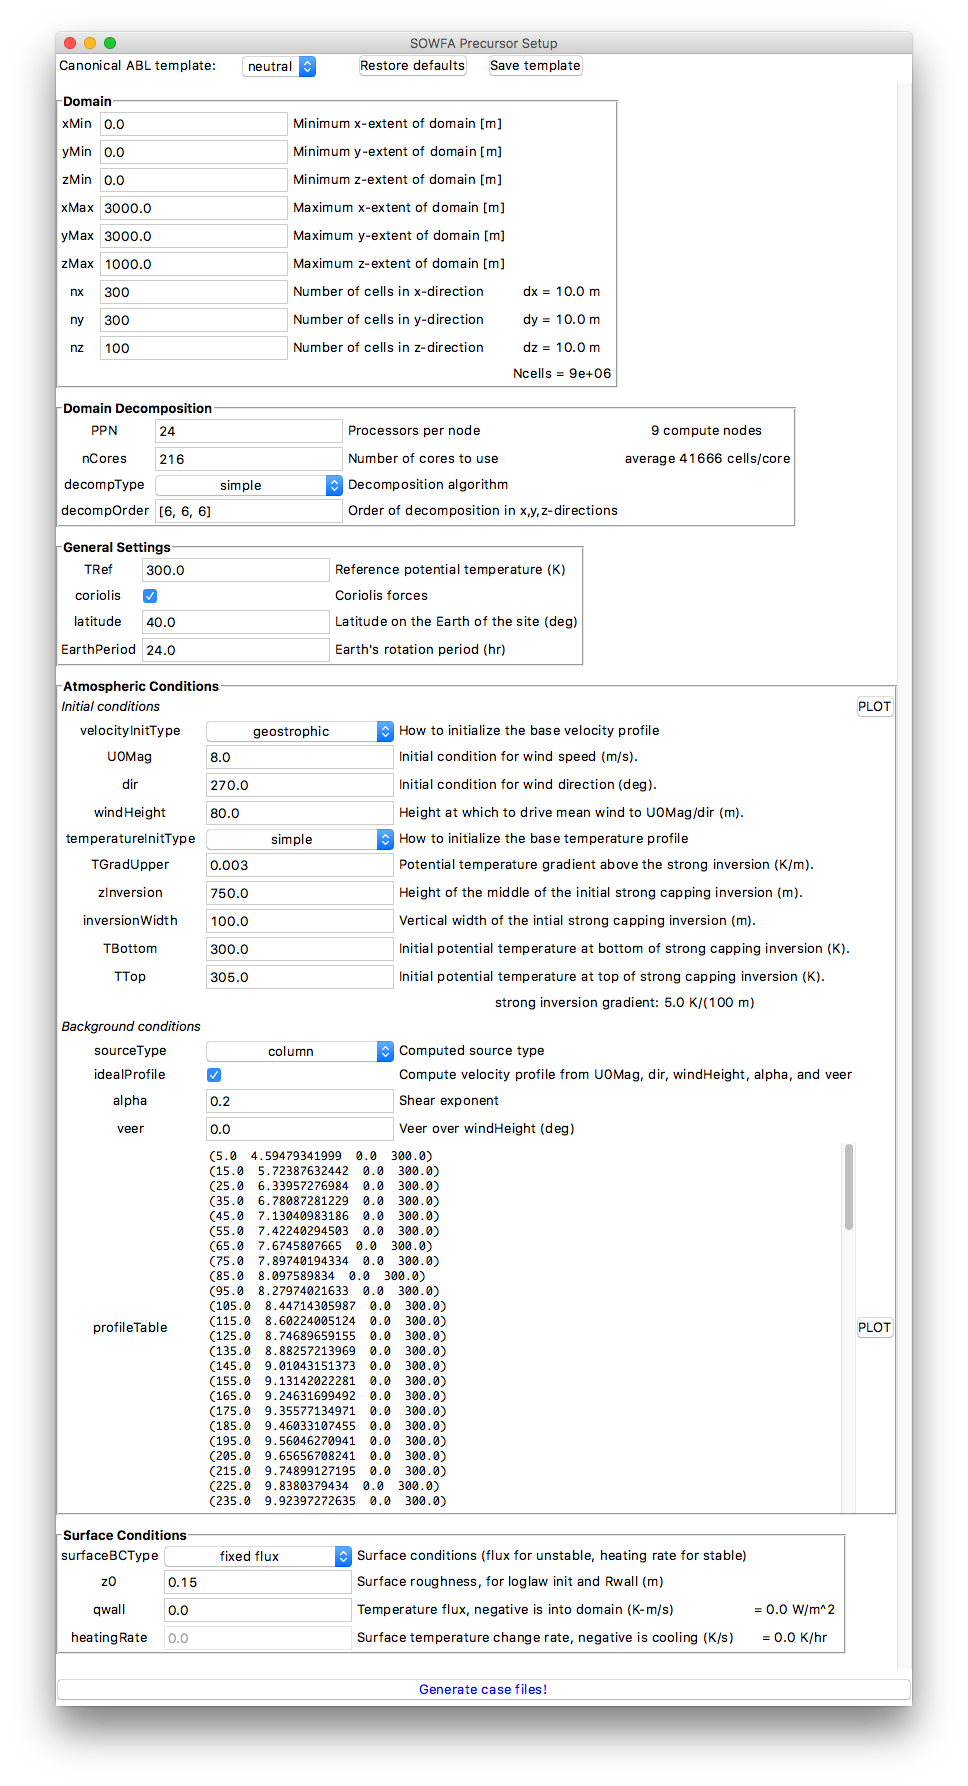 SOWFA Precursor Setup
Canonical ABL template: neutral Restore defaults Save template
Domain
xMin 0.0 Minimum x-extent of domain [m]
yMin 0.0 Minimum y-extent of domain [m]
zMin 0.0 Minimum z-extent of domain [m]
xMax 3000.0 Maximum x-extent of domain [m]
yMax 3000.0 Maximum y-extent of domain [m]
zMax 1000.0 Maximum z-extent of domain [m]
nx 300 Number of cells in x-direction dx = 10.0 m
ny 300 Number of cells in y-direction dy = 10.0 m
nz 100 Number of cells in z-direction dz = 10.0 m
Ncells = 9e+06
Domain Decomposition
PPN 24 Processors per node 9 compute nodes
nCores 216 Number of cores to use average 41666 cells/core
decompType simple Decomposition algorithm
decompOrder [6, 6, 6] Order of decomposition in x,y,z-directions
General Settings
TRef 300.0 Reference potential temperature (K)
coriolis Coriolis forces
latitude 40.0 Latitude on the Earth of the site (deg)
EarthPeriod 24.0 Earth's rotation period (hr)
Atmospheric Conditions
Initial conditions PLOT
velocityInitType geostrophic How to initialize the base velocity profile
U0Mag 8.0 Initial condition for wind speed (m/s).
dir 270.0 Initial condition for wind direction (deg).
windHeight 80.0 Height at which to drive mean wind to U0Mag/dir (m).
temperatureInitType simple How to initialize the base temperature profile
TGradUpper 0.003 Potential temperature gradient above the strong inversion (K/m).
zInversion 750.0 Height of the middle of the initial strong capping inversion (m).
inversionWidth 100.0 Vertical width of the intial strong capping inversion (m).
TBottom 300.0 Initial potential temperature at bottom of strong capping inversion (K).
TTop 305.0 Initial potential temperature at top of strong capping inversion (K).
strong inversion gradient: 5.0 K/(100 m)
Background conditions
sourceType column Computed source type
idealProfile Compute velocity profile from U0Mag, dir, windHeight, alpha, and veer
alpha 0.2 Shear exponent
veer 0.0 Veer over windHeight (deg)
(5.0 4.59479341999 0.0 300.0)
(15.0 5.72387632442 0.0 300.0)
(25.0 6.33957276984 0.0 300.0)
(35.0 6.78087281229 0.0 300.0)
(45.0 7.13040983186 0.0 300.0)
(55.0 7.42240294503 0.0 300.0)
(65.0 7.6745807665 0.0 300.0)
(75.0 7.89740194334 0.0 300.0)
(85.0 8.097589834 0.0 300.0)
(95.0 8.27974021633 0.0 300.0)
(105.0 8.44714305987 0.0 300.0)
(115.0 8.60224005124 0.0 300.0)
profileTable (125.0 8.74689659155 0.0 300.0) PLOT
(135.0 8.88257213969 0.0 300.0)
(145.0 9.01043151373 0.0 300.0)
(155.0 9.13142022281 0.0 300.0)
(165.0 9.24631699492 0.0 300.0)
(175.0 9.35577134971 0.0 300.0)
(185.0 9.46033107455 0.0 300.0)
(195.0 9.56046270941 0.0 300.0)
(205.0 9.65656708241 0.0 300.0)
(215.0 9.74899127195 0.0 300.0)
(225.0 9.8380379434 0.0 300.0)
(235.0 9.92397272635 0.0 300.0)
Surface Conditions
surfaceBCType fixed flux Surface conditions (flux for unstable, heating rate for stable)
z0 0.15 Surface roughness, for loglaw init and Rwall (m)
qwall 0.0 Temperature flux, negative is into domain (K-m/s) = 0.0 W/m^2
heatingRate 0.0 Surface temperature change rate, negative is cooling (K/s) = 0.0 K/hr
Generate case files!